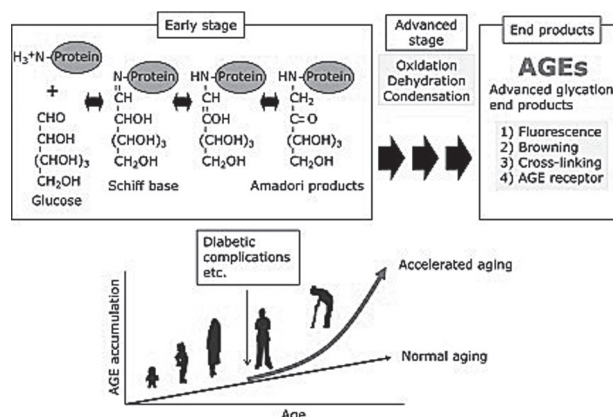 Early stage
H3+N-Protein
+
CHO
CHOH
(CHOH)3
CH2OH
Glucose
N-Protein
CH
CHOH
(CHOH)3
CH2OH
Schiff base
HN-Protein
CH
COH
(CHOH)3
CH2OH
HN-Protein
CH2
C=O
(CHOH)3
CH2OH
Amadori products
Advanced
stage
Oxidation
Dehydration
Condensation
End products
AGEs
Advanced glycation
end products
1) Fluorescence
2) Browning
3) Cross-linking
4) AGE receptor
Diabetic
complications
etc.
Accelerated aging
Normal aging
AGE accumulation
Age